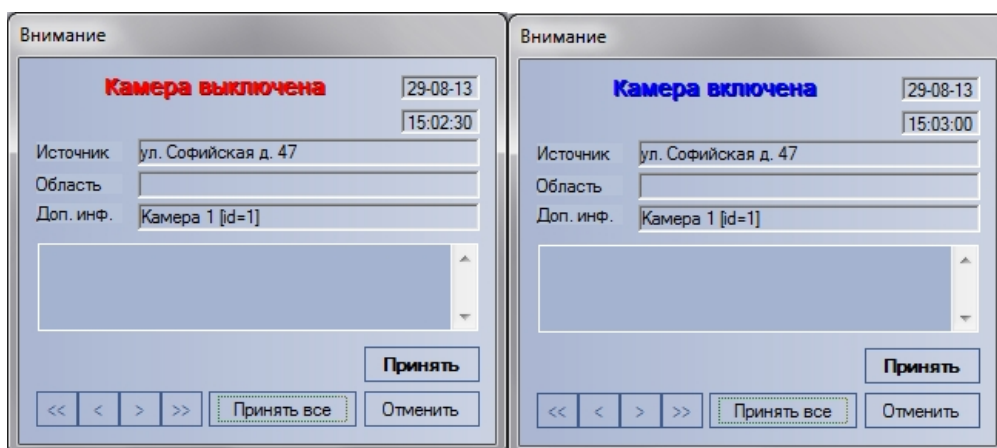 Внимание
Камера выключена
29-08-13
15:02:30
Источник ул. Софийская д. 47
Область
Доп. инф. Камера 1 [id=1]
Принять
<< < > >> Принять все Отменить
Внимание
Камера включена
29-08-13
15:03:00
Источник ул. Софийская д. 47
Область
Доп. инф. Камера 1 [id=1]
Принять
<< < > >> Принять все Отменить